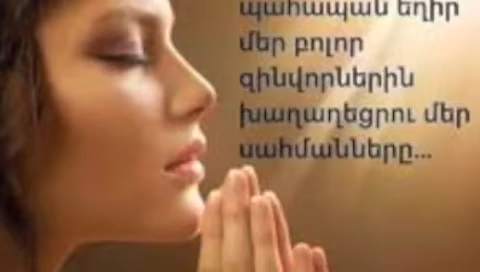 պահապան եղիր
մեր բոլոր
զինվորներին
խաղաղեցրու մեր
սահմանները...